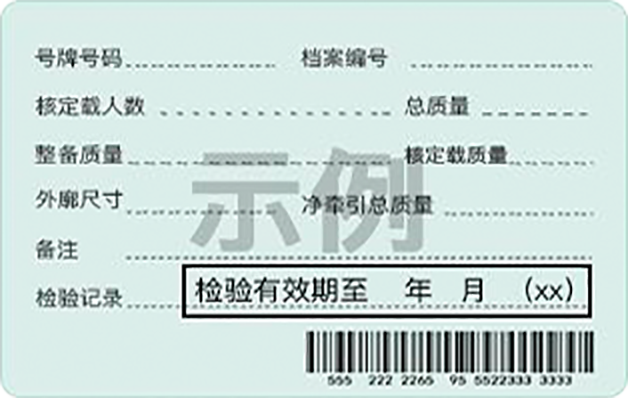 号牌号码 档案编号
核定载人数 总质量
整备质量 核定载质量
示例
外廓尺寸 净牵引总质量
备注
检验记录 检验有效期至 年 月 （xx）
555 222 2265 95 5522333 3333